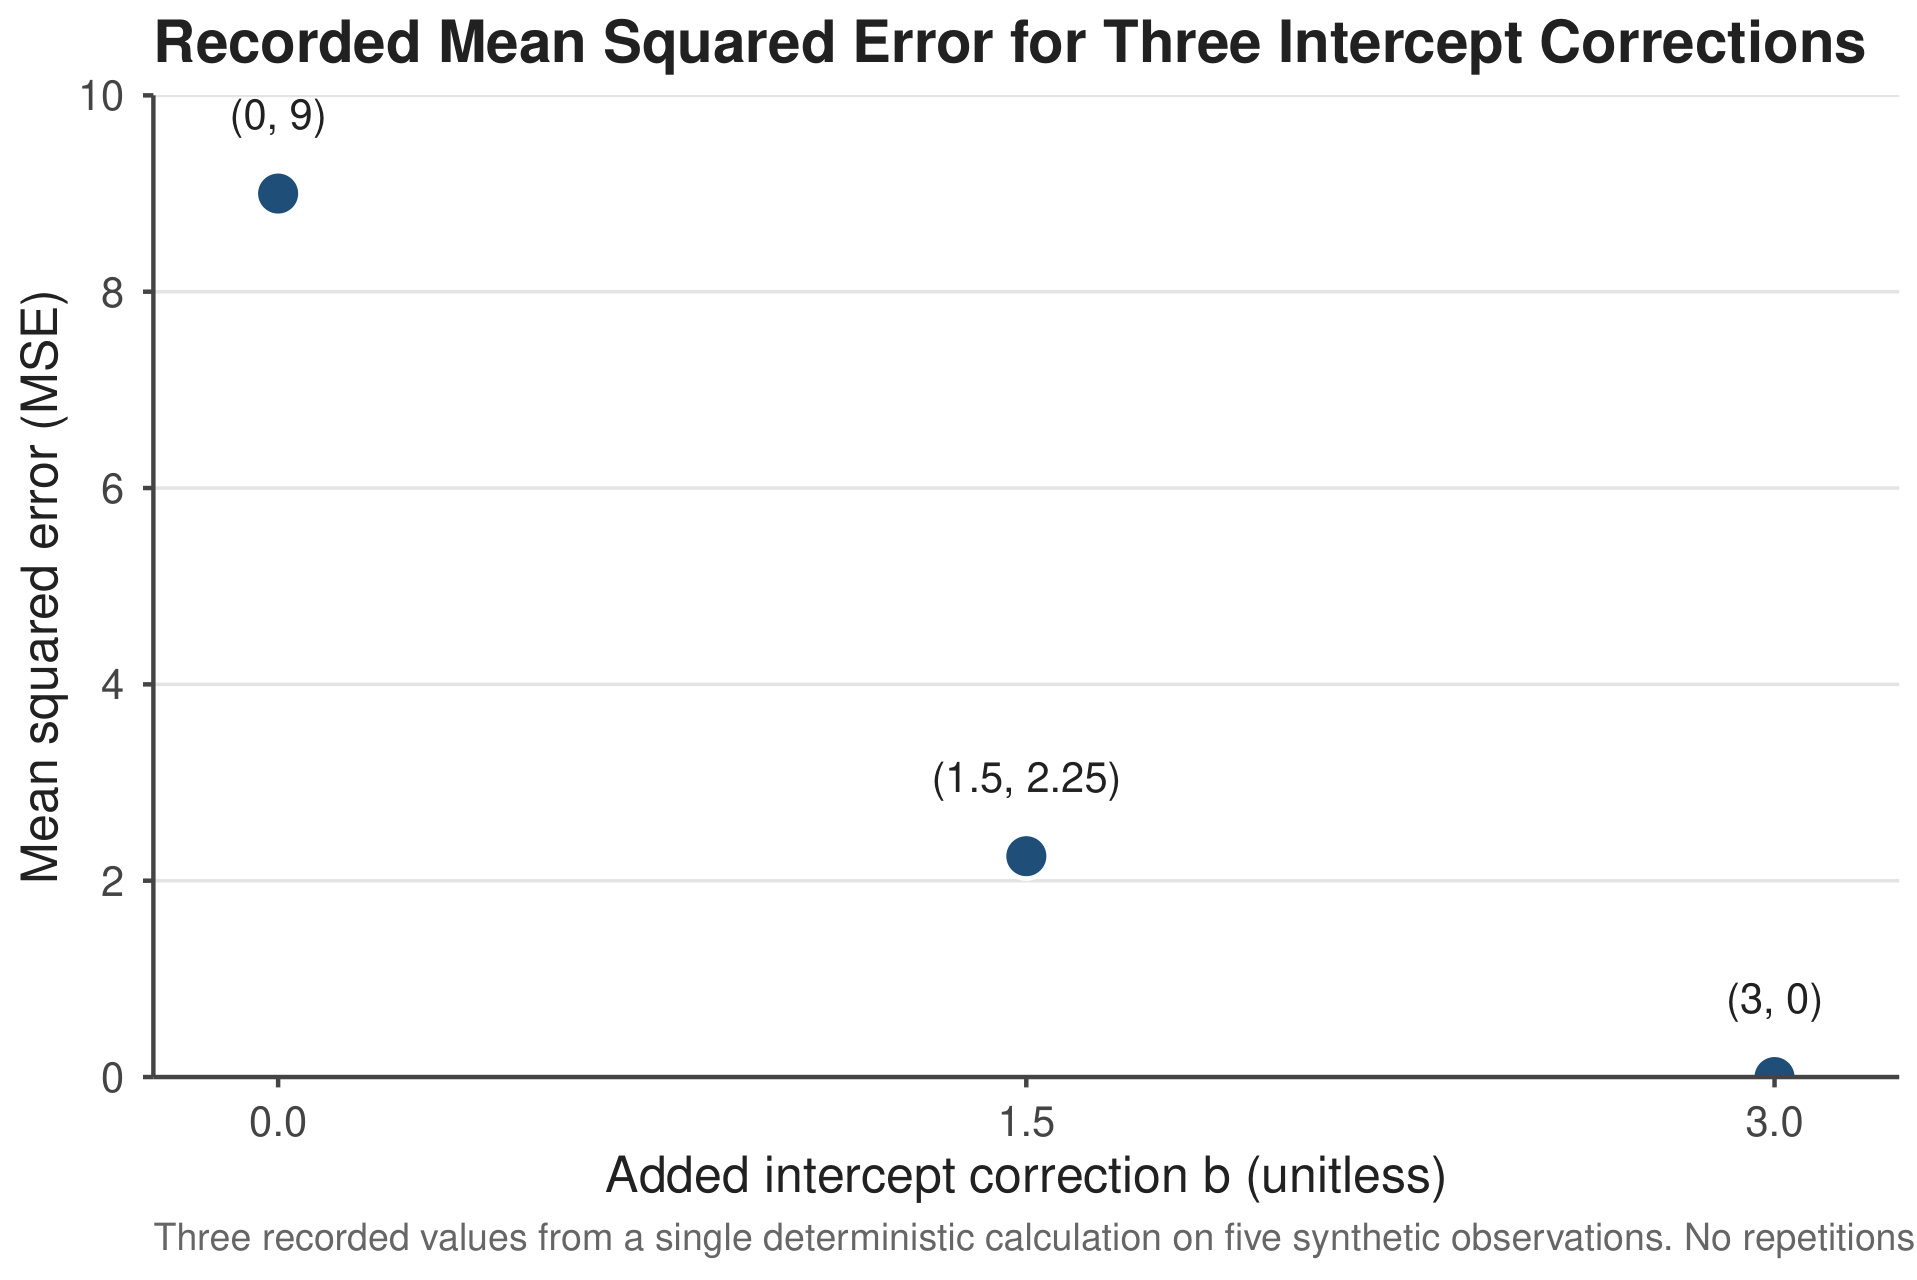 Recorded Mean Squared Error for Three Intercept Corrections
10
(0, 9)
8
6
4
(1.5, 2.25)
2
(3, 0)
0
Mean squared error (MSE)
0.0 1.5 3.0
Added intercept correction b (unitless)
Three recorded values from a single deterministic calculation on five synthetic observations. No repetitions